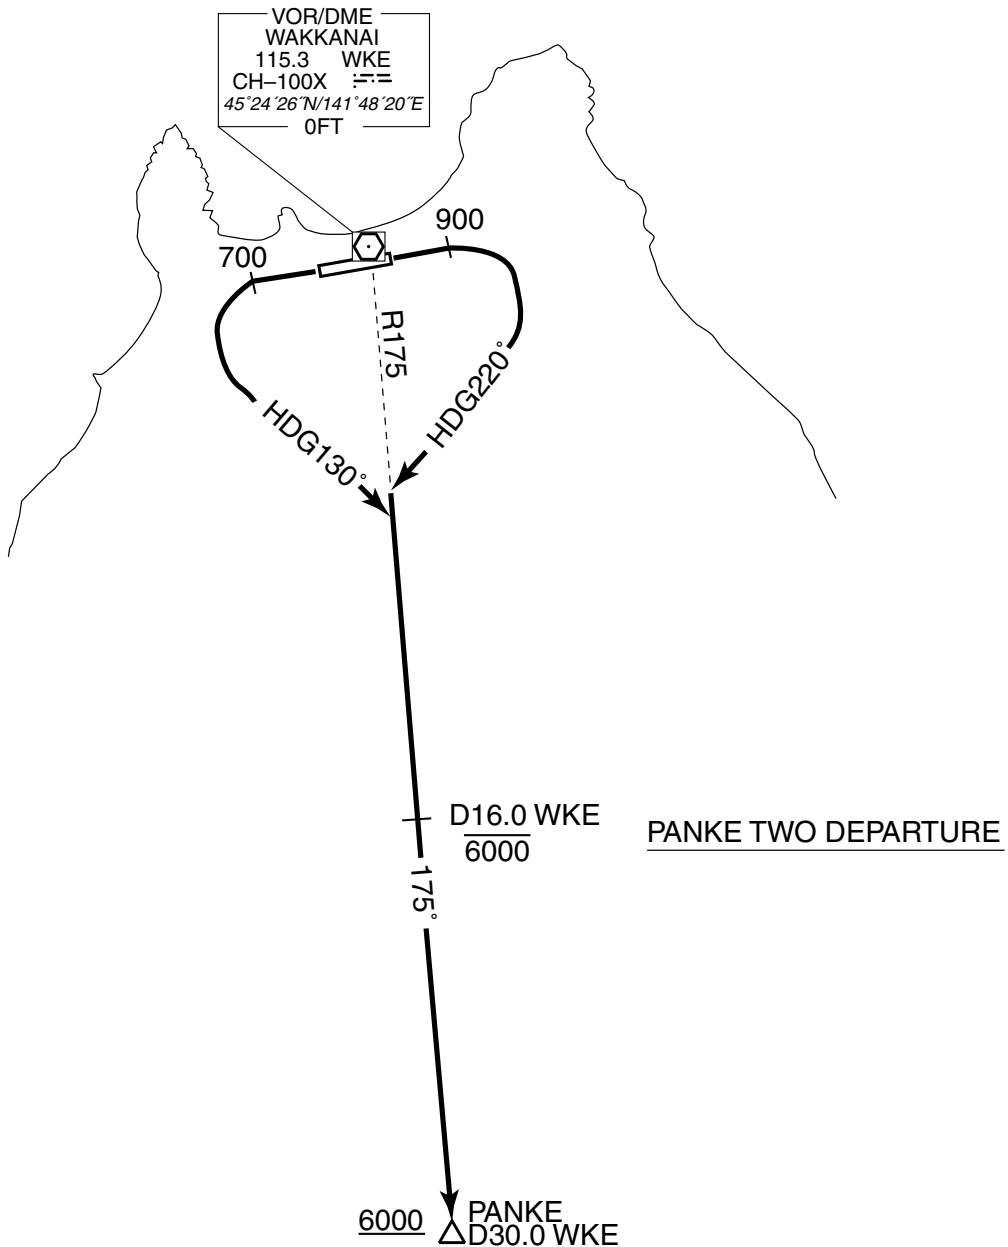 VOR/DME
WAKKANAI
115.3 WKE
CH–100X
45°24´26˝N/141°48´20˝E
0FT
900
700
R175
HDG220°
HDG130°
D16.0 WKE
6000
PANKE TWO DEPARTURE
175°
6000
PANKE
D30.0 WKE